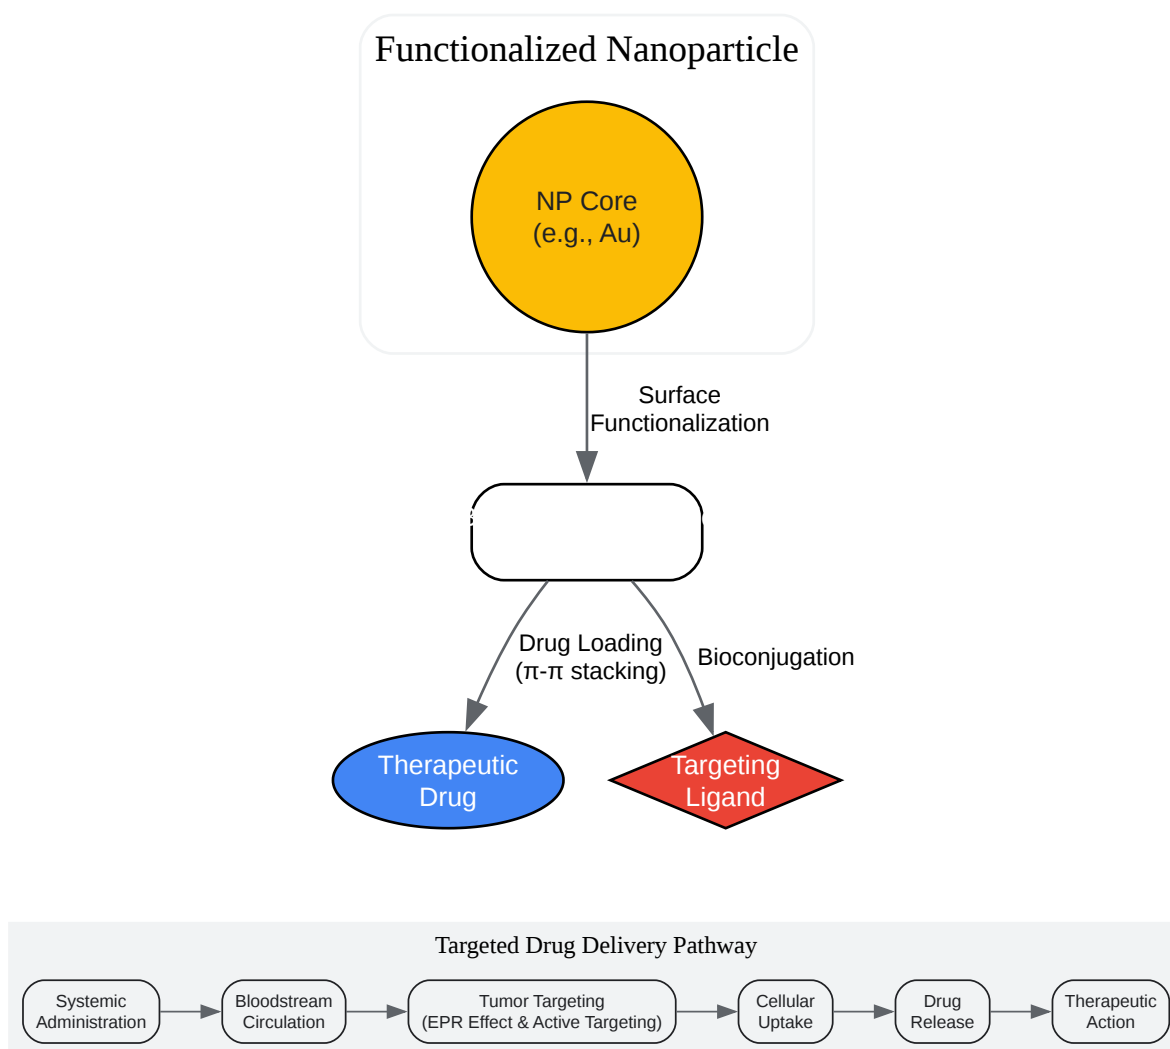 Functionalized Nanoparticle
NP Core
(e.g., Au)
Surface
Functionalization
Drug Loading
(π-π stacking)
Bioconjugation
Therapeutic
Drug
Targeting
Ligand
Targeted Drug Delivery Pathway
Systemic
Administration
Bloodstream
Circulation
Tumor Targeting
(EPR Effect & Active Targeting)
Cellular
Uptake
Drug
Release
Therapeutic
Action